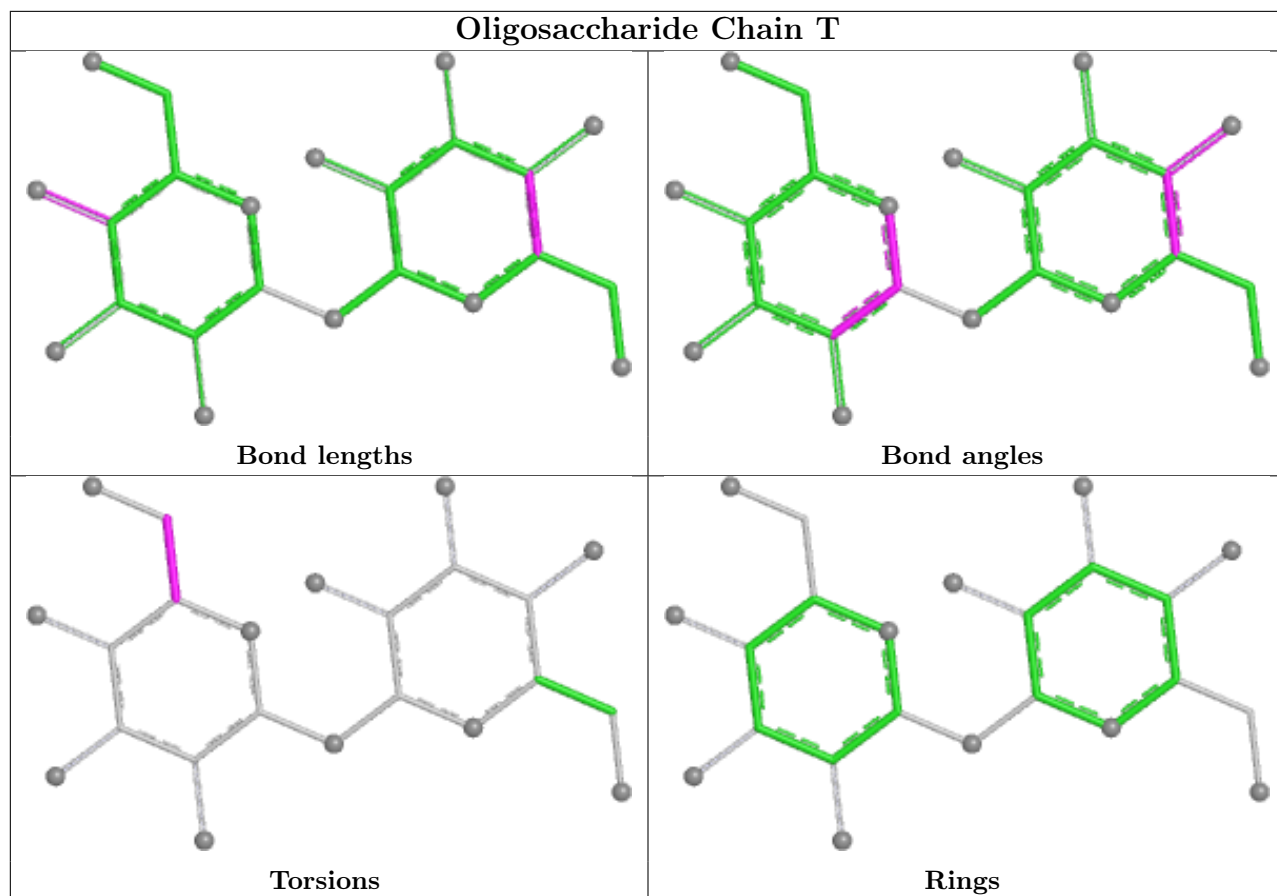 Oligosaccharide Chain T
Bond lengths
Bond angles
Torsions
Rings